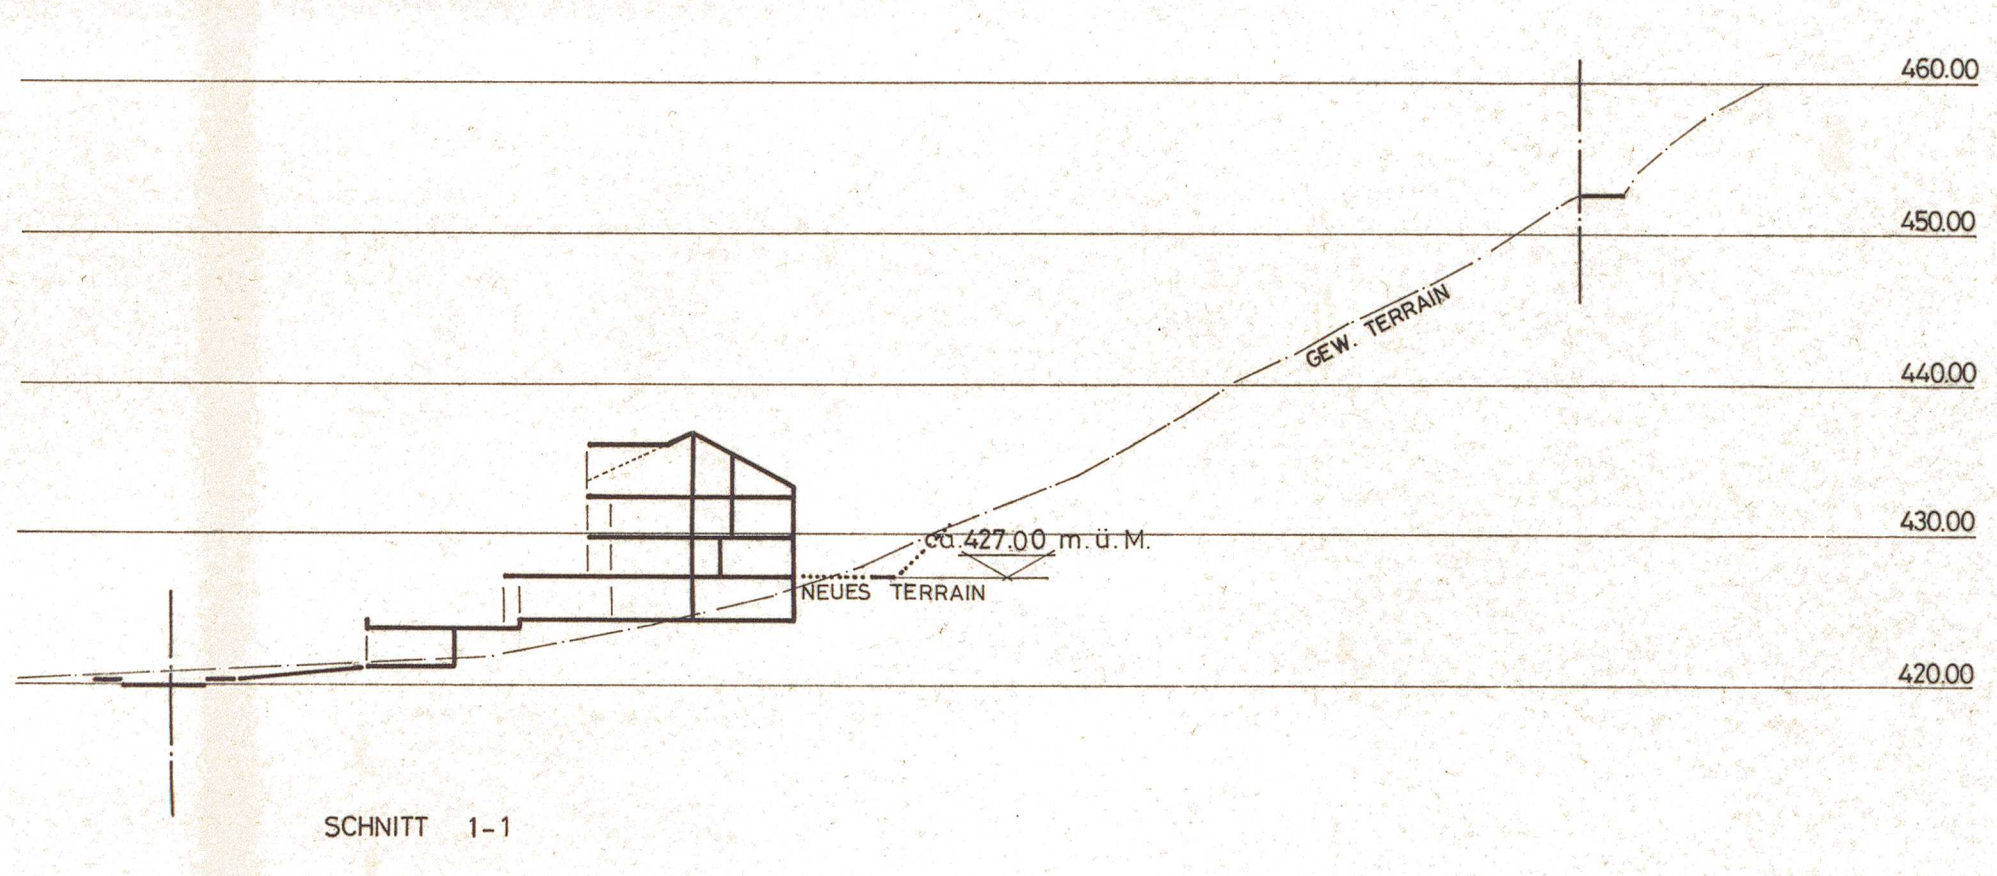 460.00
450.00
GEW. TERRAIN
440.00
430.00
ca. 427.00 m.ü.M.
NEUES TERRAIN
420.00
SCHNITT 1-1